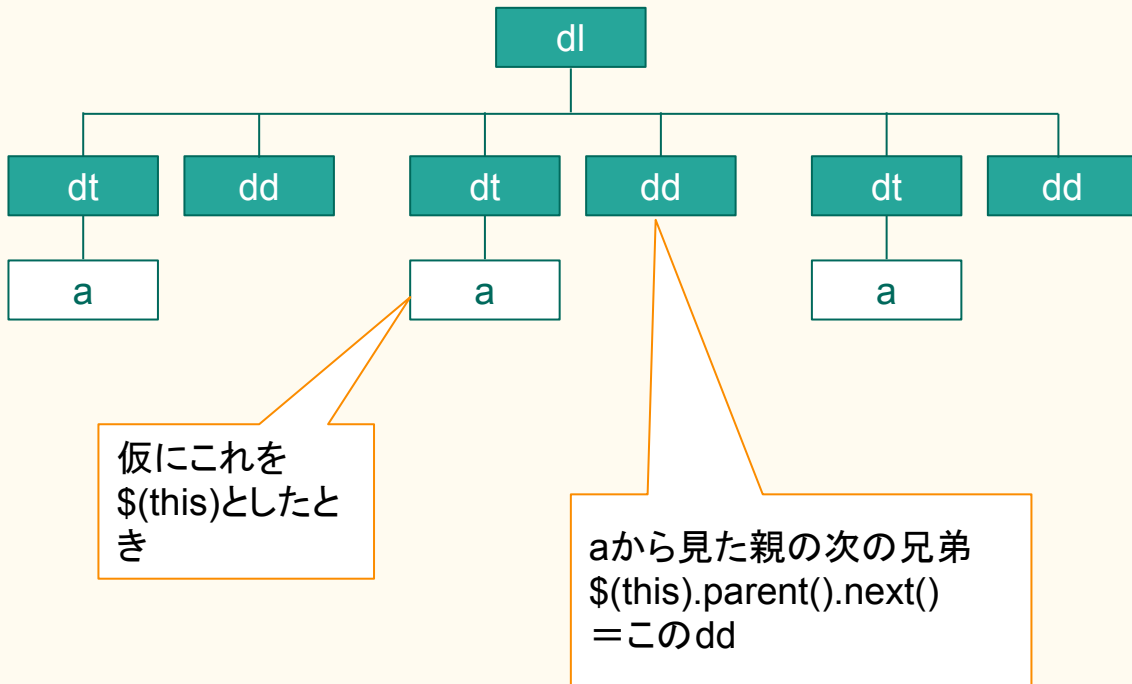 dl
dt
dd
dt
dd
dt
dd
a
a
a
仮にこれを
$(this)としたと
き
aから見た親の次の兄弟
$(this).parent().next()
＝このdd